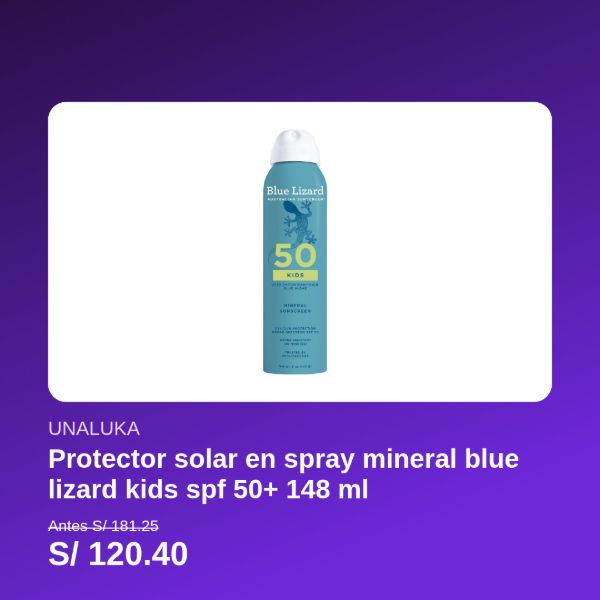 Blue Lizard
AUSTRALIAN SUNSCREEN
50
KIDS
MINERAL
SUNSCREEN
UNALUKA
Protector solar en spray mineral blue
lizard kids spf 50+ 148 ml
Antes S/ 181.25
S/ 120.40